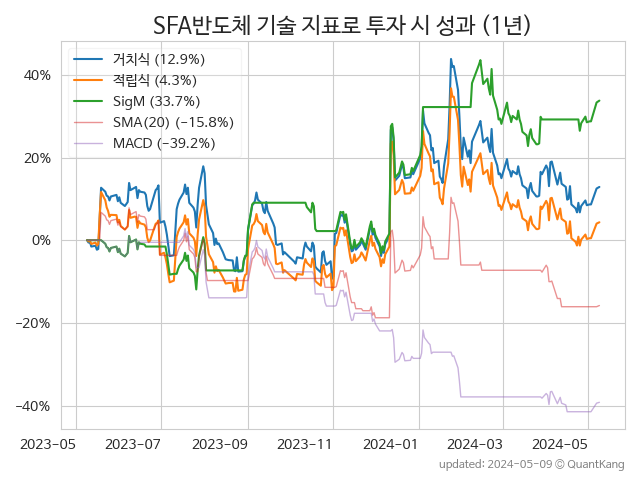 SFA반도체 기술 지표로 투자 시 성과 (1년)
거치식 (12.9%)
적립식 (4.3%)
SigM (33.7%)
SMA(20) (−15.8%)
MACD (−39.2%)
40%
20%
0%
−20%
−40%
2023-05 2023-07 2023-09 2023-11 2024-01 2024-03 2024-05
updated: 2024-05-09 © QuantKang